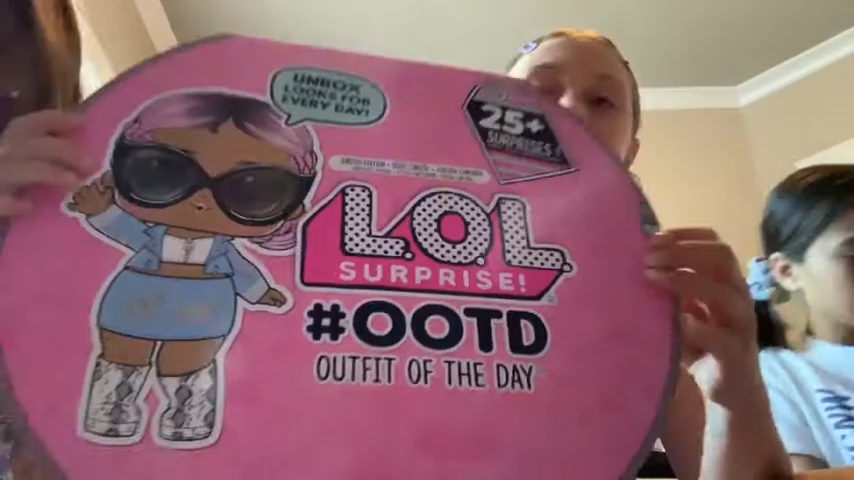 UNBOX
LOOKS FOR
EVERY DAY!
25+
SURPRISES!
L.O.L.
SURPRISE!
#OOTD
OUTFIT OF THE DAY